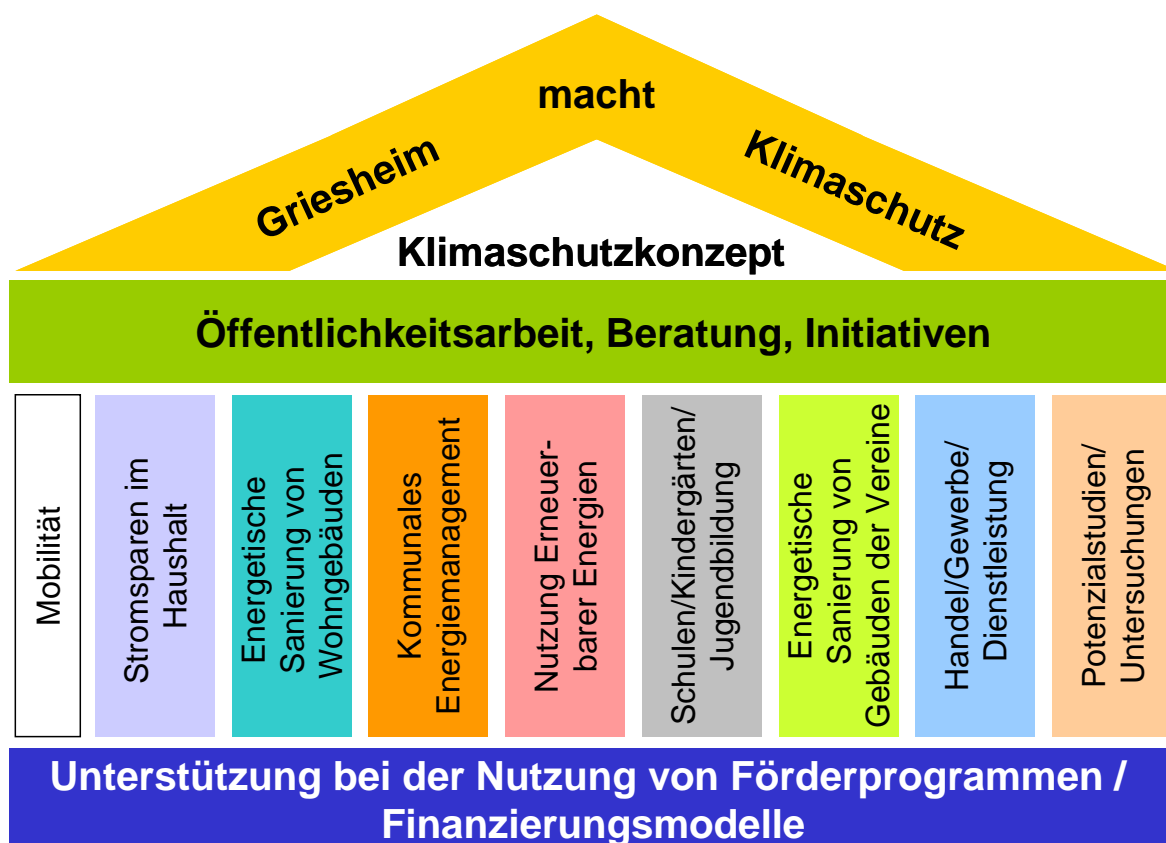 macht
Griesheim
Klimaschutz
Klimaschutzkonzept
Öffentlichkeitsarbeit, Beratung, Initiativen
Mobilität
Stromsparen im
Haushalt
Energetische
Sanierung von
Wohngebäuden
Kommunales
Energiemanagement
Nutzung Erneuer-
barer Energien
Schulen/Kindergärten/
Jugendbildung
Energetische
Sanierung von
Gebäuden der Vereine
Handel/Gewerbe/
Dienstleistung
Potenzialstudien/
Untersuchungen
Unterstützung bei der Nutzung von Förderprogrammen /
Finanzierungsmodelle